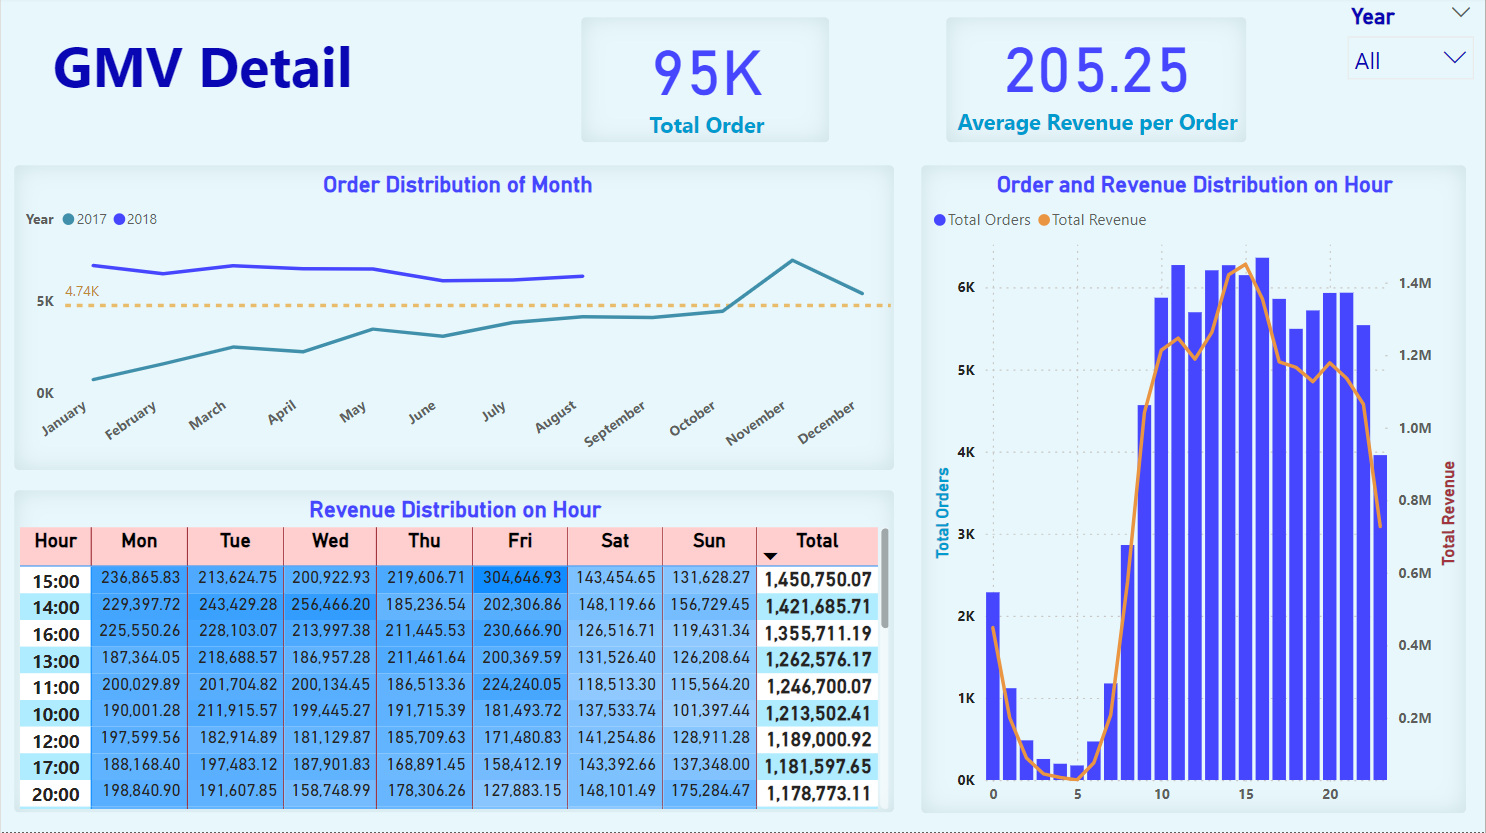 GMV Detail
95K
Total Order
205.25
Average Revenue per Order
Year
All
Order Distribution of Month
Year 2017 2018
4.74K
5K
0K
January February March April May June July August September October November December
Revenue Distribution on Hour
Hour Mon Tue Wed Thu Fri Sat Sun Total
15:00 236,865.83 213,624.75 200,922.93 219,606.71 304,646.93 143,454.65 131,628.27 1,450,750.07
14:00 229,397.72 243,429.28 256,466.20 185,236.54 202,306.86 148,119.66 156,729.45 1,421,685.71
16:00 225,550.26 228,103.07 213,997.38 211,445.53 230,666.90 126,516.71 119,431.34 1,355,711.19
13:00 187,364.05 218,688.57 186,957.28 211,461.64 200,369.59 131,526.40 126,208.64 1,262,576.17
11:00 200,029.89 201,704.82 200,134.45 186,513.36 224,240.05 118,513.30 115,564.20 1,246,700.07
10:00 190,001.28 211,915.57 199,445.27 191,715.39 181,493.72 137,533.74 101,397.44 1,213,502.41
12:00 197,599.56 182,914.89 181,129.87 185,709.63 171,480.83 141,254.86 128,911.28 1,189,000.92
17:00 188,168.40 197,483.12 187,901.83 168,891.45 158,412.19 143,392.66 137,348.00 1,181,597.65
20:00 198,840.90 191,607.85 158,748.99 178,306.26 127,883.15 148,101.49 175,284.47 1,178,773.11
Order and Revenue Distribution on Hour
Total Orders Total Revenue
6K
5K
4K
3K
2K
1K
0K
Total Orders
1.4M
1.2M
1.0M
0.8M
0.6M
0.4M
0.2M
Total Revenue
0 5 10 15 20